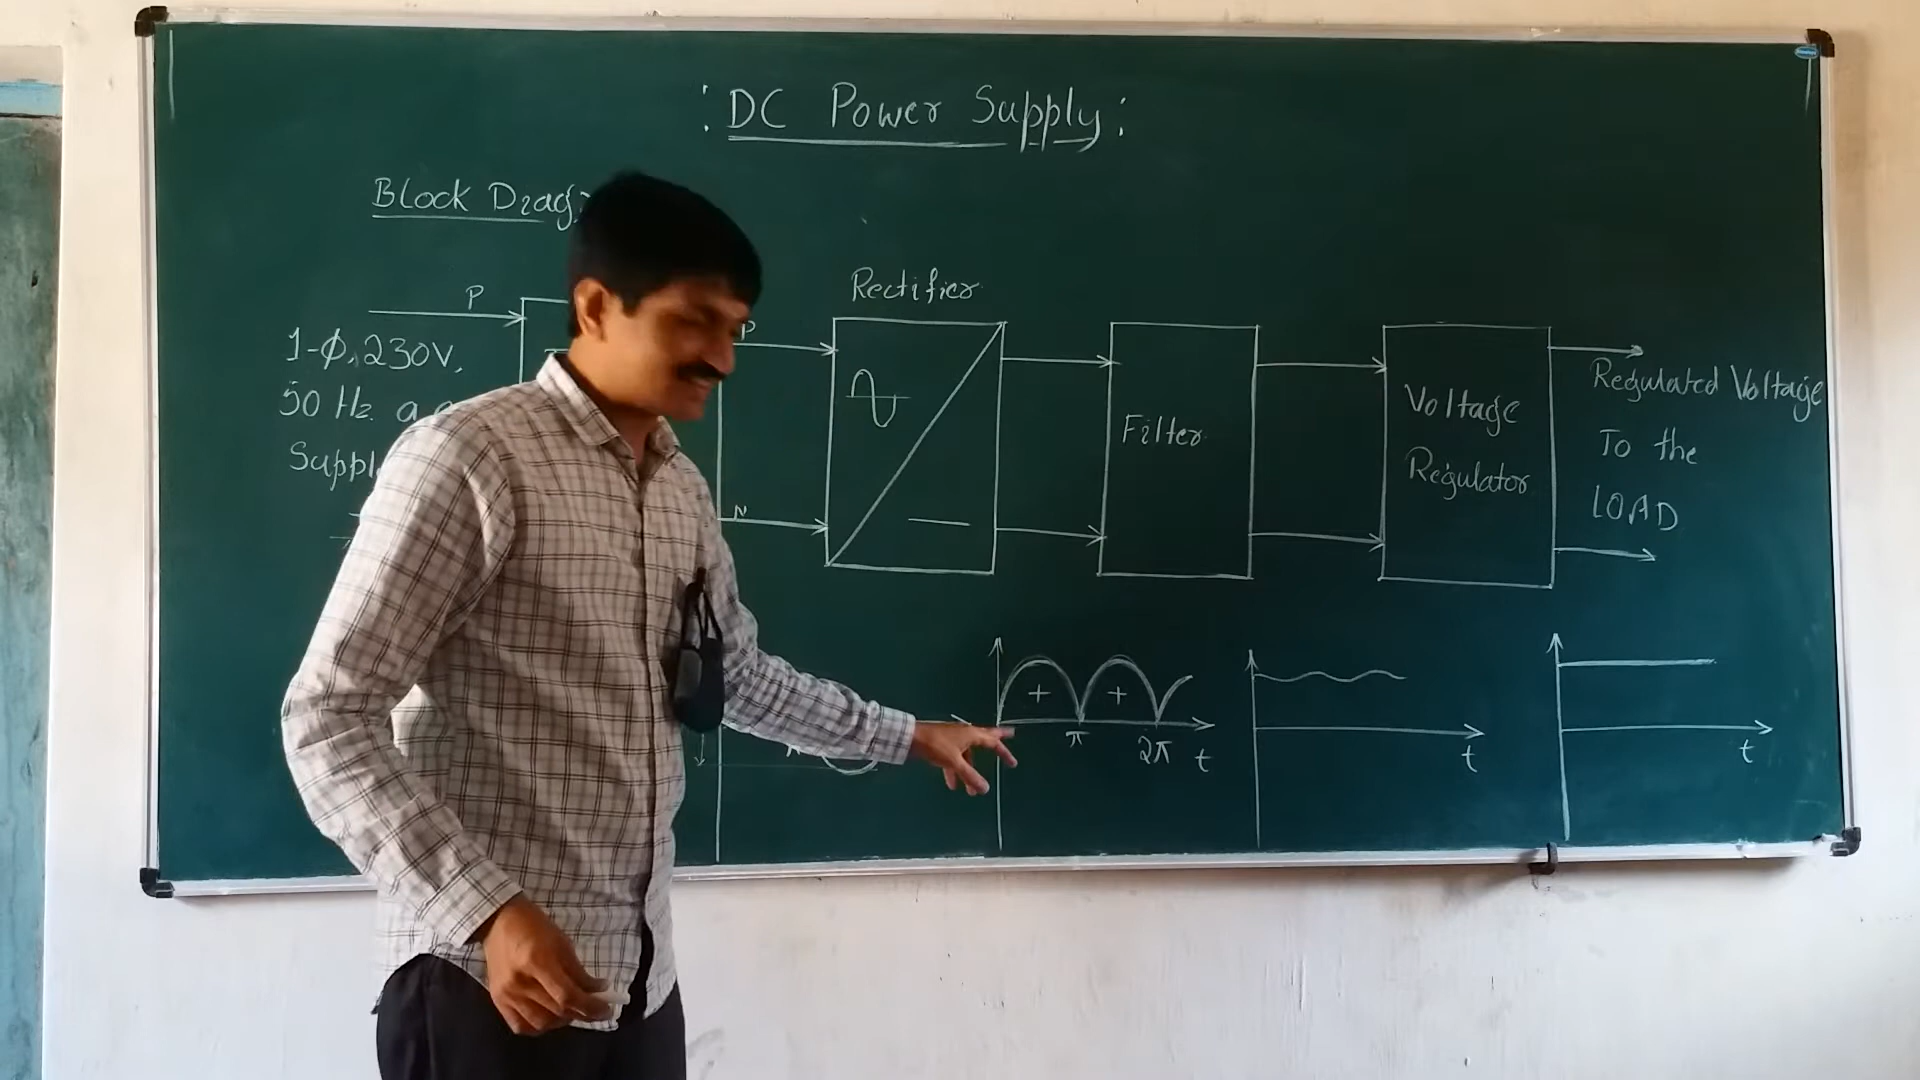 : DC Power Supply :
Block Diag
Rectifier
P
P
1-φ, 230V,
50 Hz. a
Suppl
N
Filter
Voltage
Regulator
Regulated Voltage
To the
LOAD
+ +
π 2π t
t
t